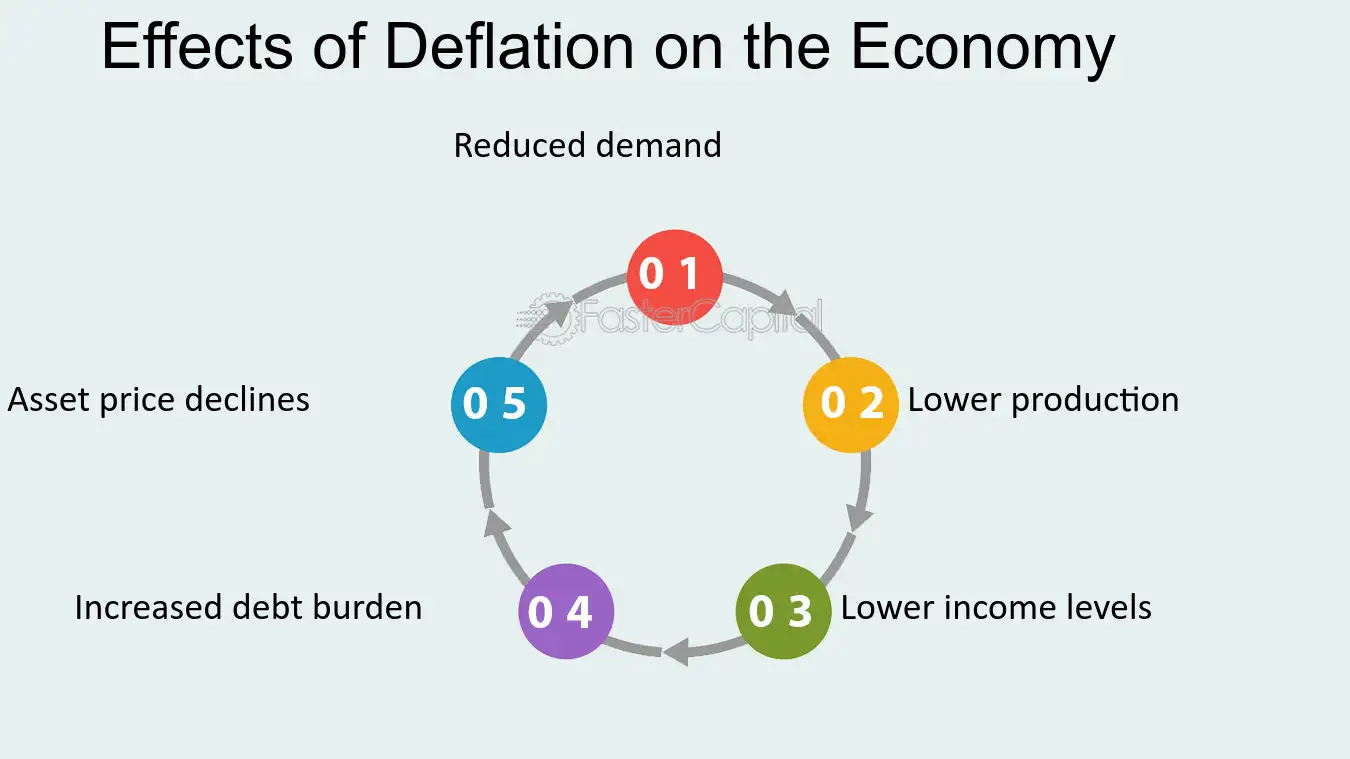 Effects of Deflation on the Economy
Reduced demand
0 1
FasterCapital
0 5
0 2
Asset price declines
Lower production
0 4
0 3
Increased debt burden
Lower income levels